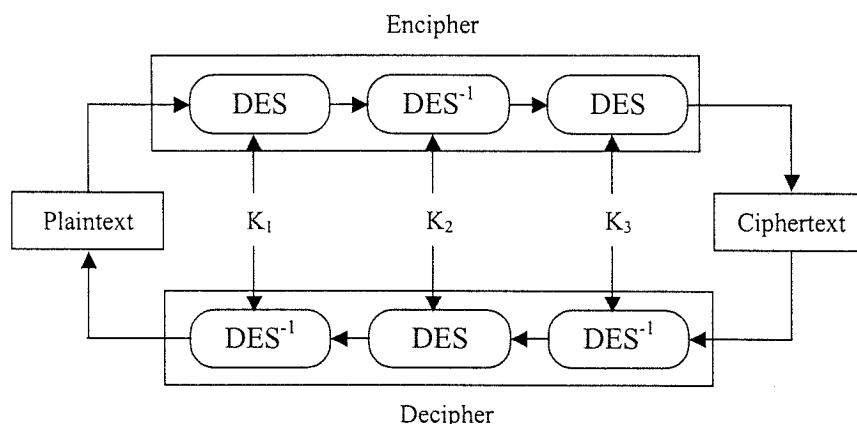 Encipher
DES DES⁻¹ DES
Plaintext K₁ K₂ K₃ Ciphertext
DES⁻¹ DES DES⁻¹
Decipher